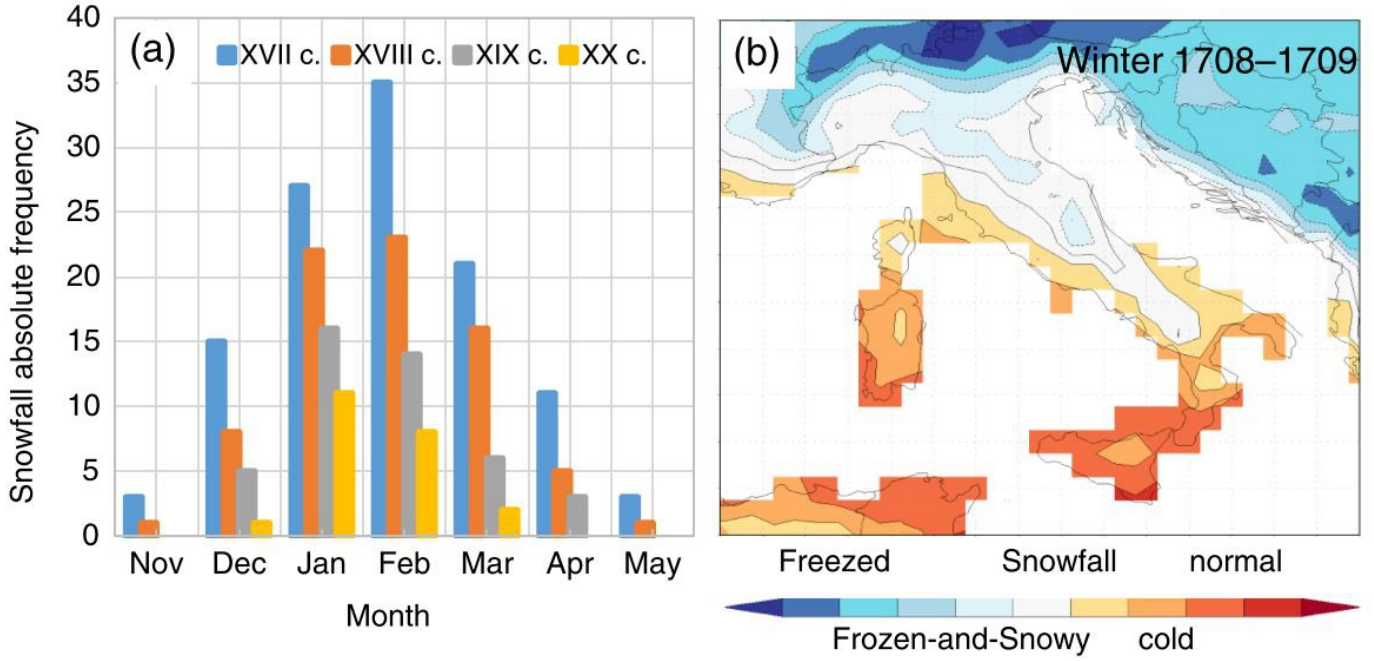 (a)
XVII c. XVIII c. XIX c. XX c.
40
35
30
25
20
15
10
5
0
Snowfall absolute frequency
Nov Dec Jan Feb Mar Apr May
Month
(b)
Winter 1708–1709
Freezed Snowfall normal
Frozen-and-Snowy cold